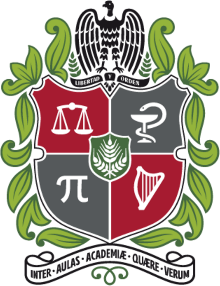 LIBERTAD Y ORDEN
π
INTER · AULAS · ACADEMIÆ · QUÆRE · VERUM